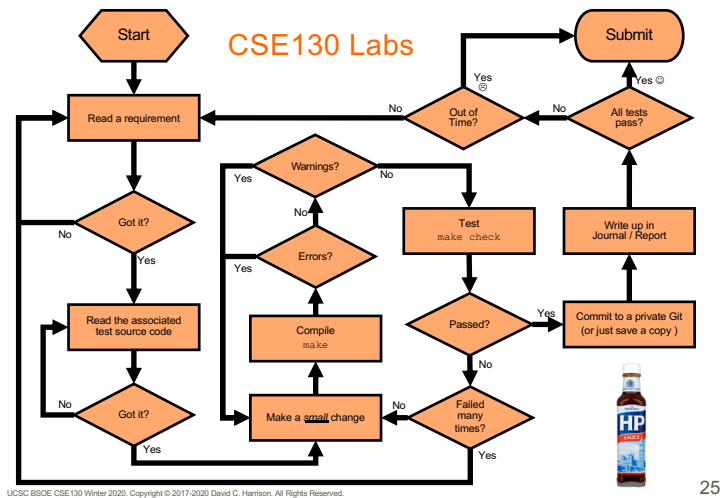 CSE130 Labs
Start
Submit
Yes
☹
Yes ☺
Read a requirement
No
Out of
Time?
No
All tests
pass?
Warnings?
Yes
No
Got it?
No
Yes
No
Errors?
Yes
Test
make check
Write up in
Journal / Report
Read the associated
test source code
Compile
make
Passed?
Yes
No
Commit to a private Git
(or just save a copy )
Got it?
No
Yes
Make a small change
No
Failed
many
times?
Yes
ORIGINAL
HP
SAUCE
UCSC BSOE CSE130 Winter 2020. Copyright © 2017-2020 David C. Harrison. All Rights Reserved.
25